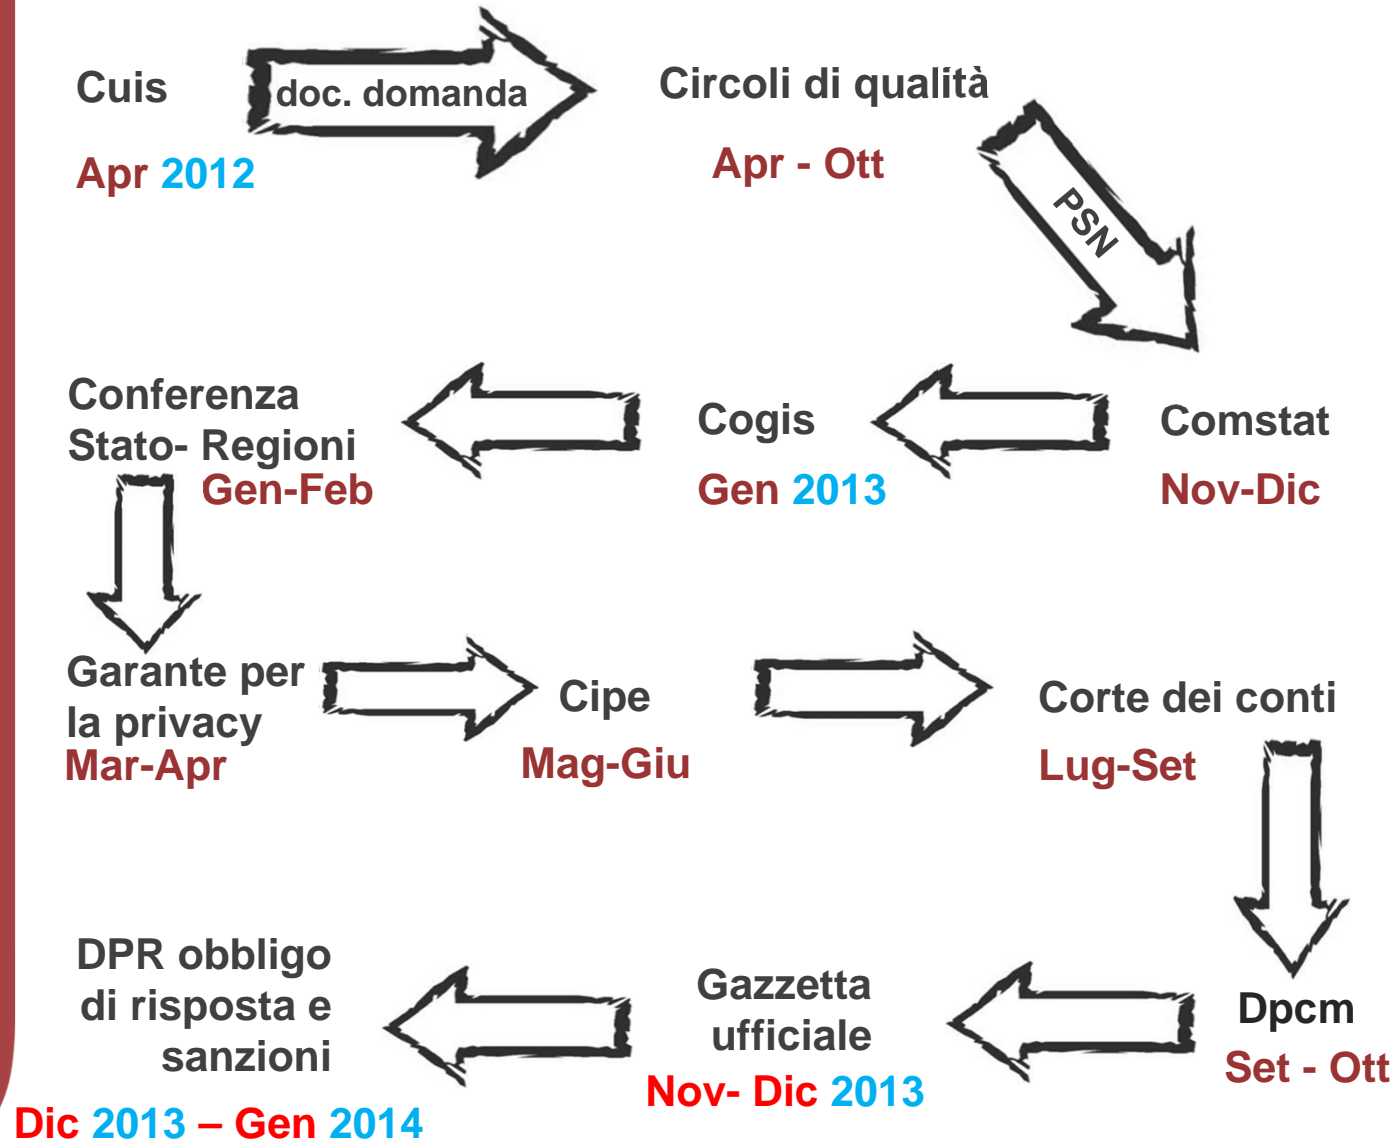 Cuis
doc. domanda
Circoli di qualità
Apr 2012
Apr - Ott
PSN
Conferenza
Stato- Regioni
Gen-Feb
Cogis
Gen 2013
Comstat
Nov-Dic
Garante per
la privacy
Mar-Apr
Cipe
Mag-Giu
Corte dei conti
Lug-Set
DPR obbligo
di risposta e
sanzioni
Dic 2013 – Gen 2014
Gazzetta
ufficiale
Nov- Dic 2013
Dpcm
Set - Ott